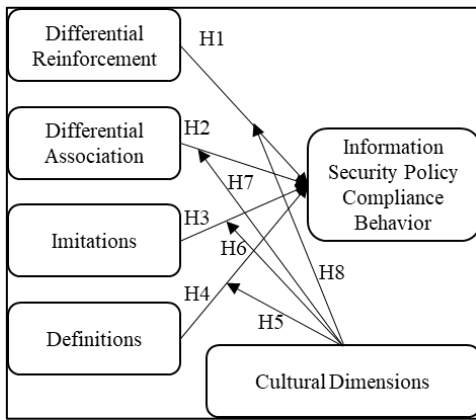 Differential
Reinforcement
H1
Differential
Association
H2
Information
Security Policy
Compliance
Behavior
H7
Imitations
H3
H6
H8
H4
Definitions
H5
Cultural Dimensions